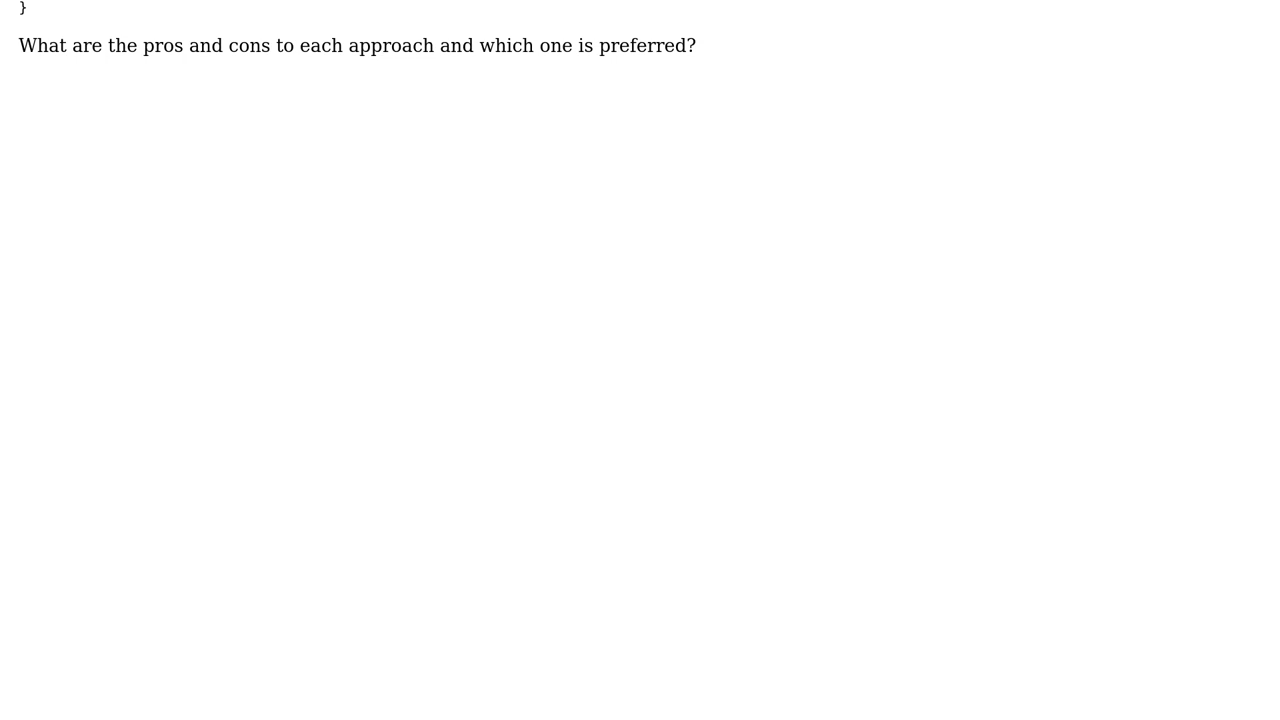 }
What are the pros and cons to each approach and which one is preferred?